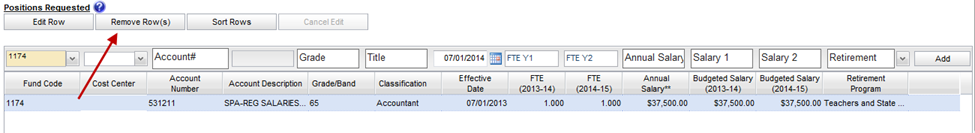 Positions Requested ?
Edit Row Remove Row(s) Sort Rows Cancel Edit
1174 Account# Grade Title 07/01/2014 FTE Y1 FTE Y2 Annual Salary Salary 1 Salary 2 Retirement Add
Fund Code Cost Center Account Number Account Description Grade/Band Classification Effective Date FTE (2013-14) FTE (2014-15) Annual Salary** Budgeted Salary (2013-14) Budgeted Salary (2014-15) Retirement Program
1174 531211 SPA-REG SALARIES... 65 Accountant 07/01/2013 1.000 1.000 $37,500.00 $37,500.00 $37,500.00 Teachers and State ...